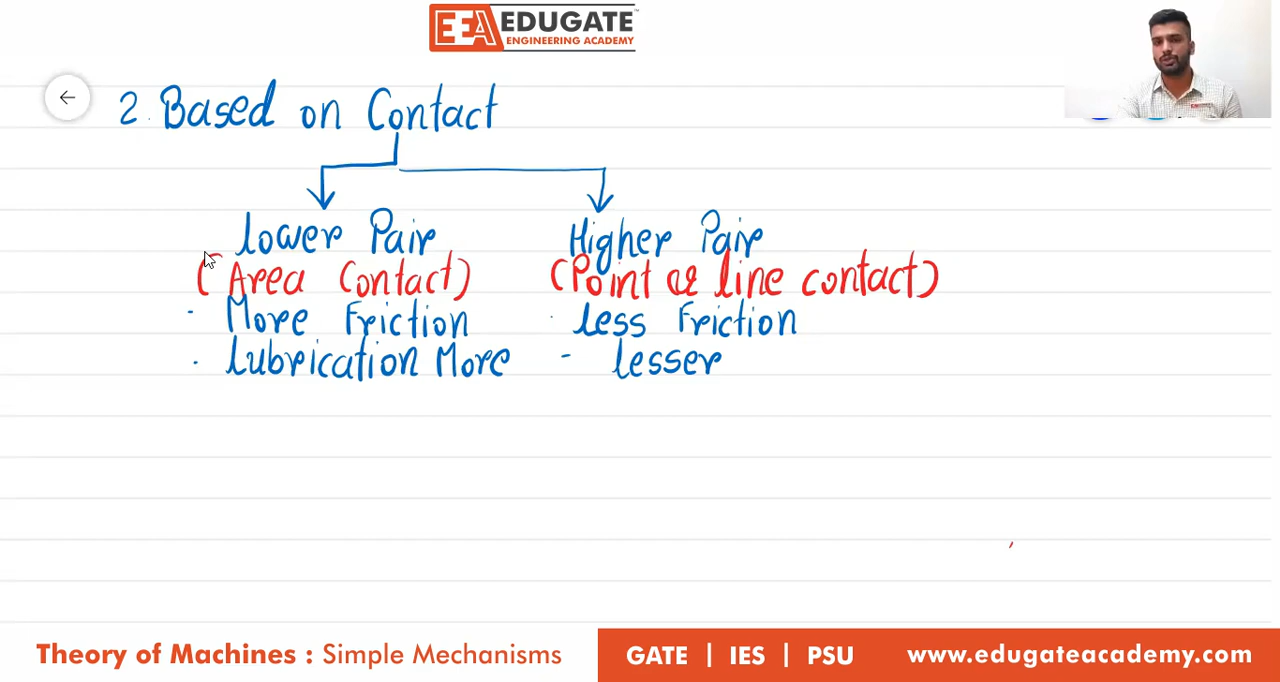 EEA EDUGATE
ENGINEERING ACADEMY
2. Based on Contact
Lower Pair Higher Pair
(Area Contact) (Point or line contact)
· More Friction · less Friction
· Lubrication More - lesser
Theory of Machines : Simple Mechanisms GATE | IES | PSU www.edugateacademy.com